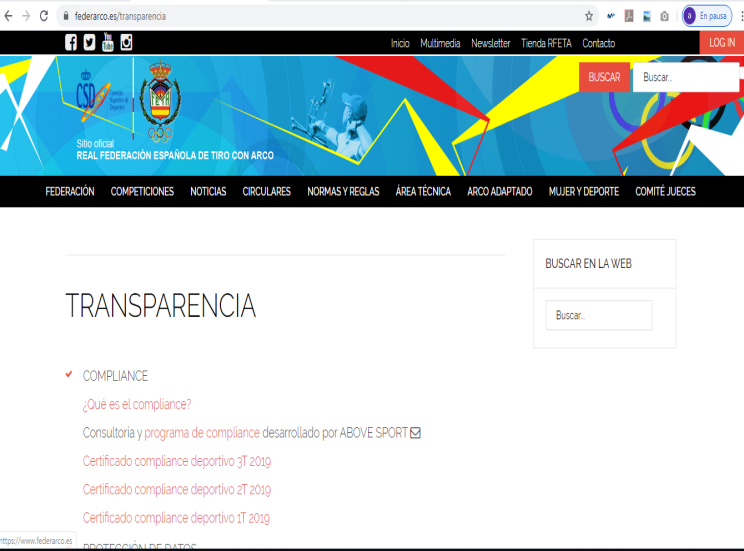 federarco.es/transparencia
a En pausa
You Tube
Inicio Multimedia Newsletter Tienda RFETA Contacto
LOG IN
BUSCAR Buscar...
CSD Consejo Superior de Deportes
Sitio oficial
REAL FEDERACIÓN ESPAÑOLA DE TIRO CON ARCO
FEDERACIÓN COMPETICIONES NOTICIAS CIRCULARES NORMAS Y REGLAS ÁREA TÉCNICA ARCO ADAPTADO MUJER Y DEPORTE COMITÉ JUECES
BUSCAR EN LA WEB
Buscar...
TRANSPARENCIA
COMPLIANCE
¿Qué es el compliance?
Consultoria y programa de compliance desarrollado por ABOVE SPORT
Certificado compliance deportivo 3T 2019
Certificado compliance deportivo 2T 2019
Certificado compliance deportivo 1T 2019
https://www.federarco.es
PROTECCIÓN DE DATOS